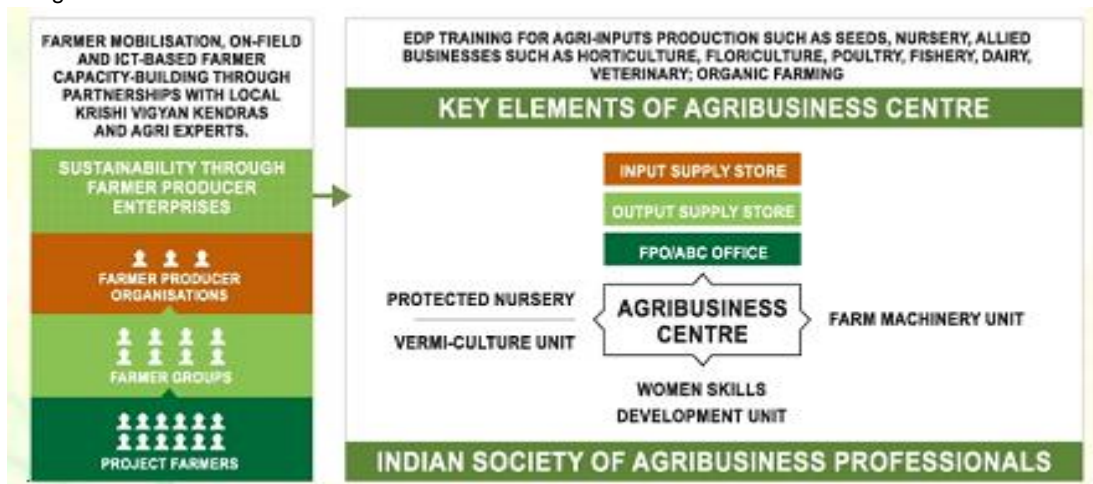 FARMER MOBILISATION, ON-FIELD
AND ICT-BASED FARMER
CAPACITY-BUILDING THROUGH
PARTNERSHIPS WITH LOCAL
KRISHI VIGYAN KENDRAS
AND AGRI EXPERTS.
SUSTAINABILITY THROUGH
FARMER PRODUCER
ENTERPRISES
FARMER PRODUCER
ORGANISATIONS
FARMER GROUPS
PROJECT FARMERS
EDP TRAINING FOR AGRI-INPUTS PRODUCTION SUCH AS SEEDS, NURSERY, ALLIED
BUSINESSES SUCH AS HORTICULTURE, FLORICULTURE, POULTRY, FISHERY, DAIRY,
VETERINARY; ORGANIC FARMING
KEY ELEMENTS OF AGRIBUSINESS CENTRE
INPUT SUPPLY STORE
OUTPUT SUPPLY STORE
FPO/ABC OFFICE
PROTECTED NURSERY
VERMI-CULTURE UNIT
AGRIBUSINESS
CENTRE
FARM MACHINERY UNIT
WOMEN SKILLS
DEVELOPMENT UNIT
INDIAN SOCIETY OF AGRIBUSINESS PROFESSIONALS